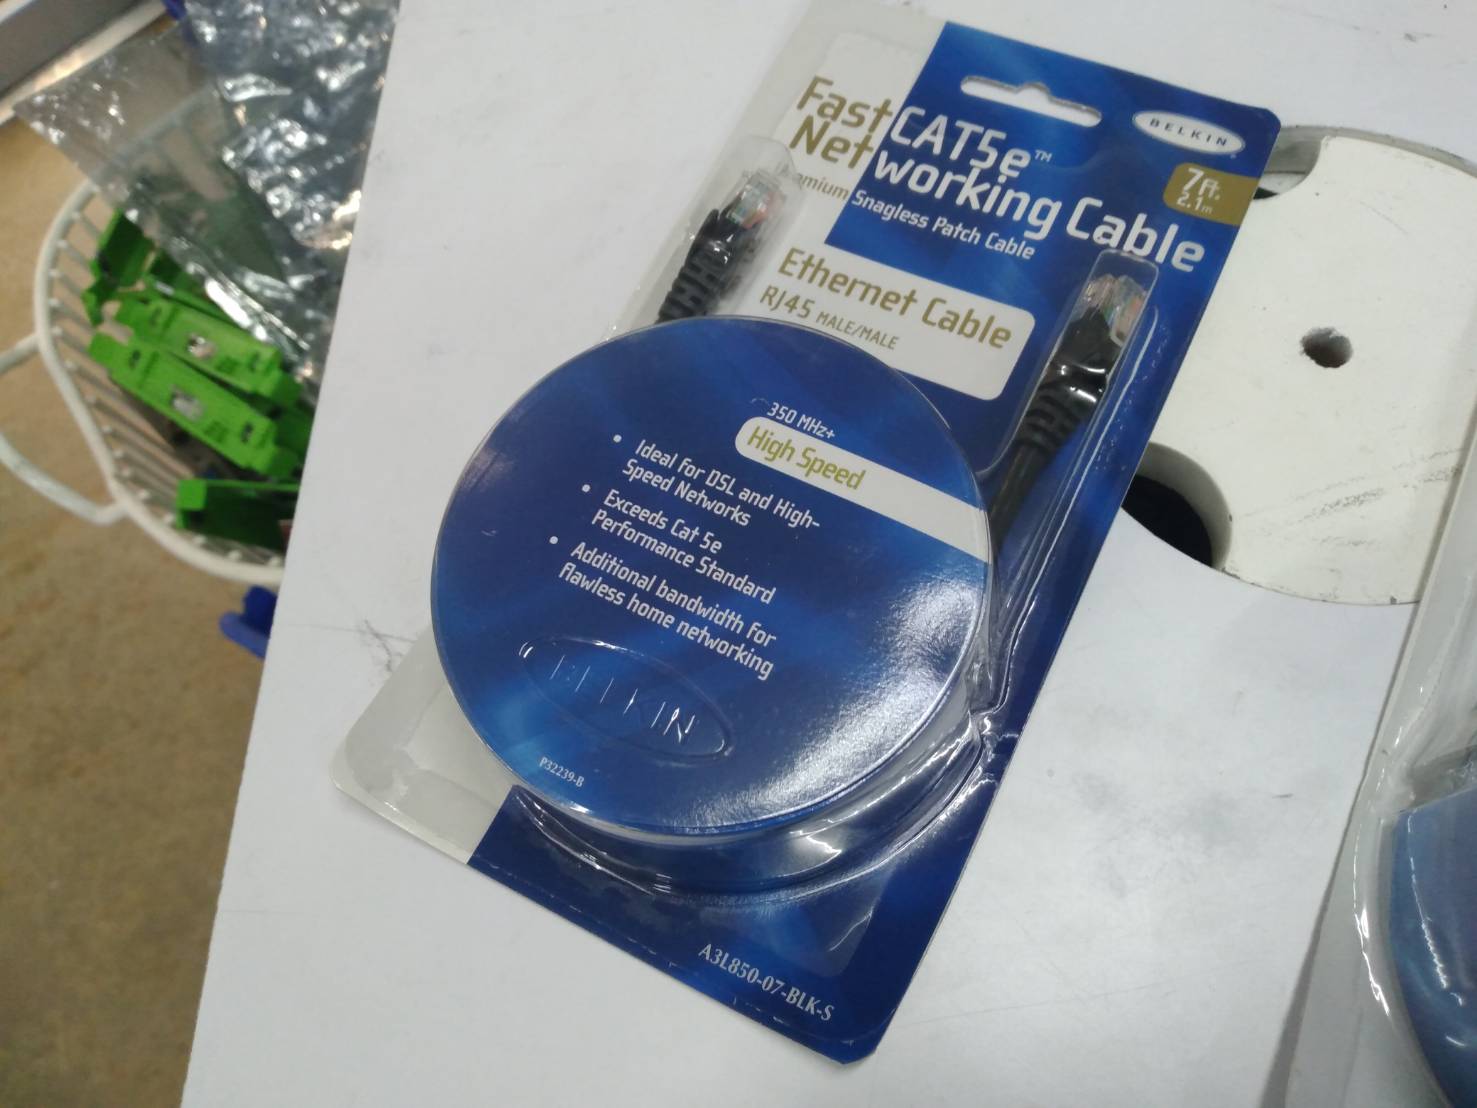 BELKIN
Fast CAT5e™
Networking Cable
7Ft.
2.1m
Snagless Patch Cable
Ethernet Cable
RJ45 MALE/MALE
350 MHz+
High Speed
• Ideal for DSL and High-
Speed Networks
• Exceeds Cat 5e
Performance Standard
• Additional bandwidth for
flawless home networking
BELKIN
P32239-B
A3L850-07-BLK-S